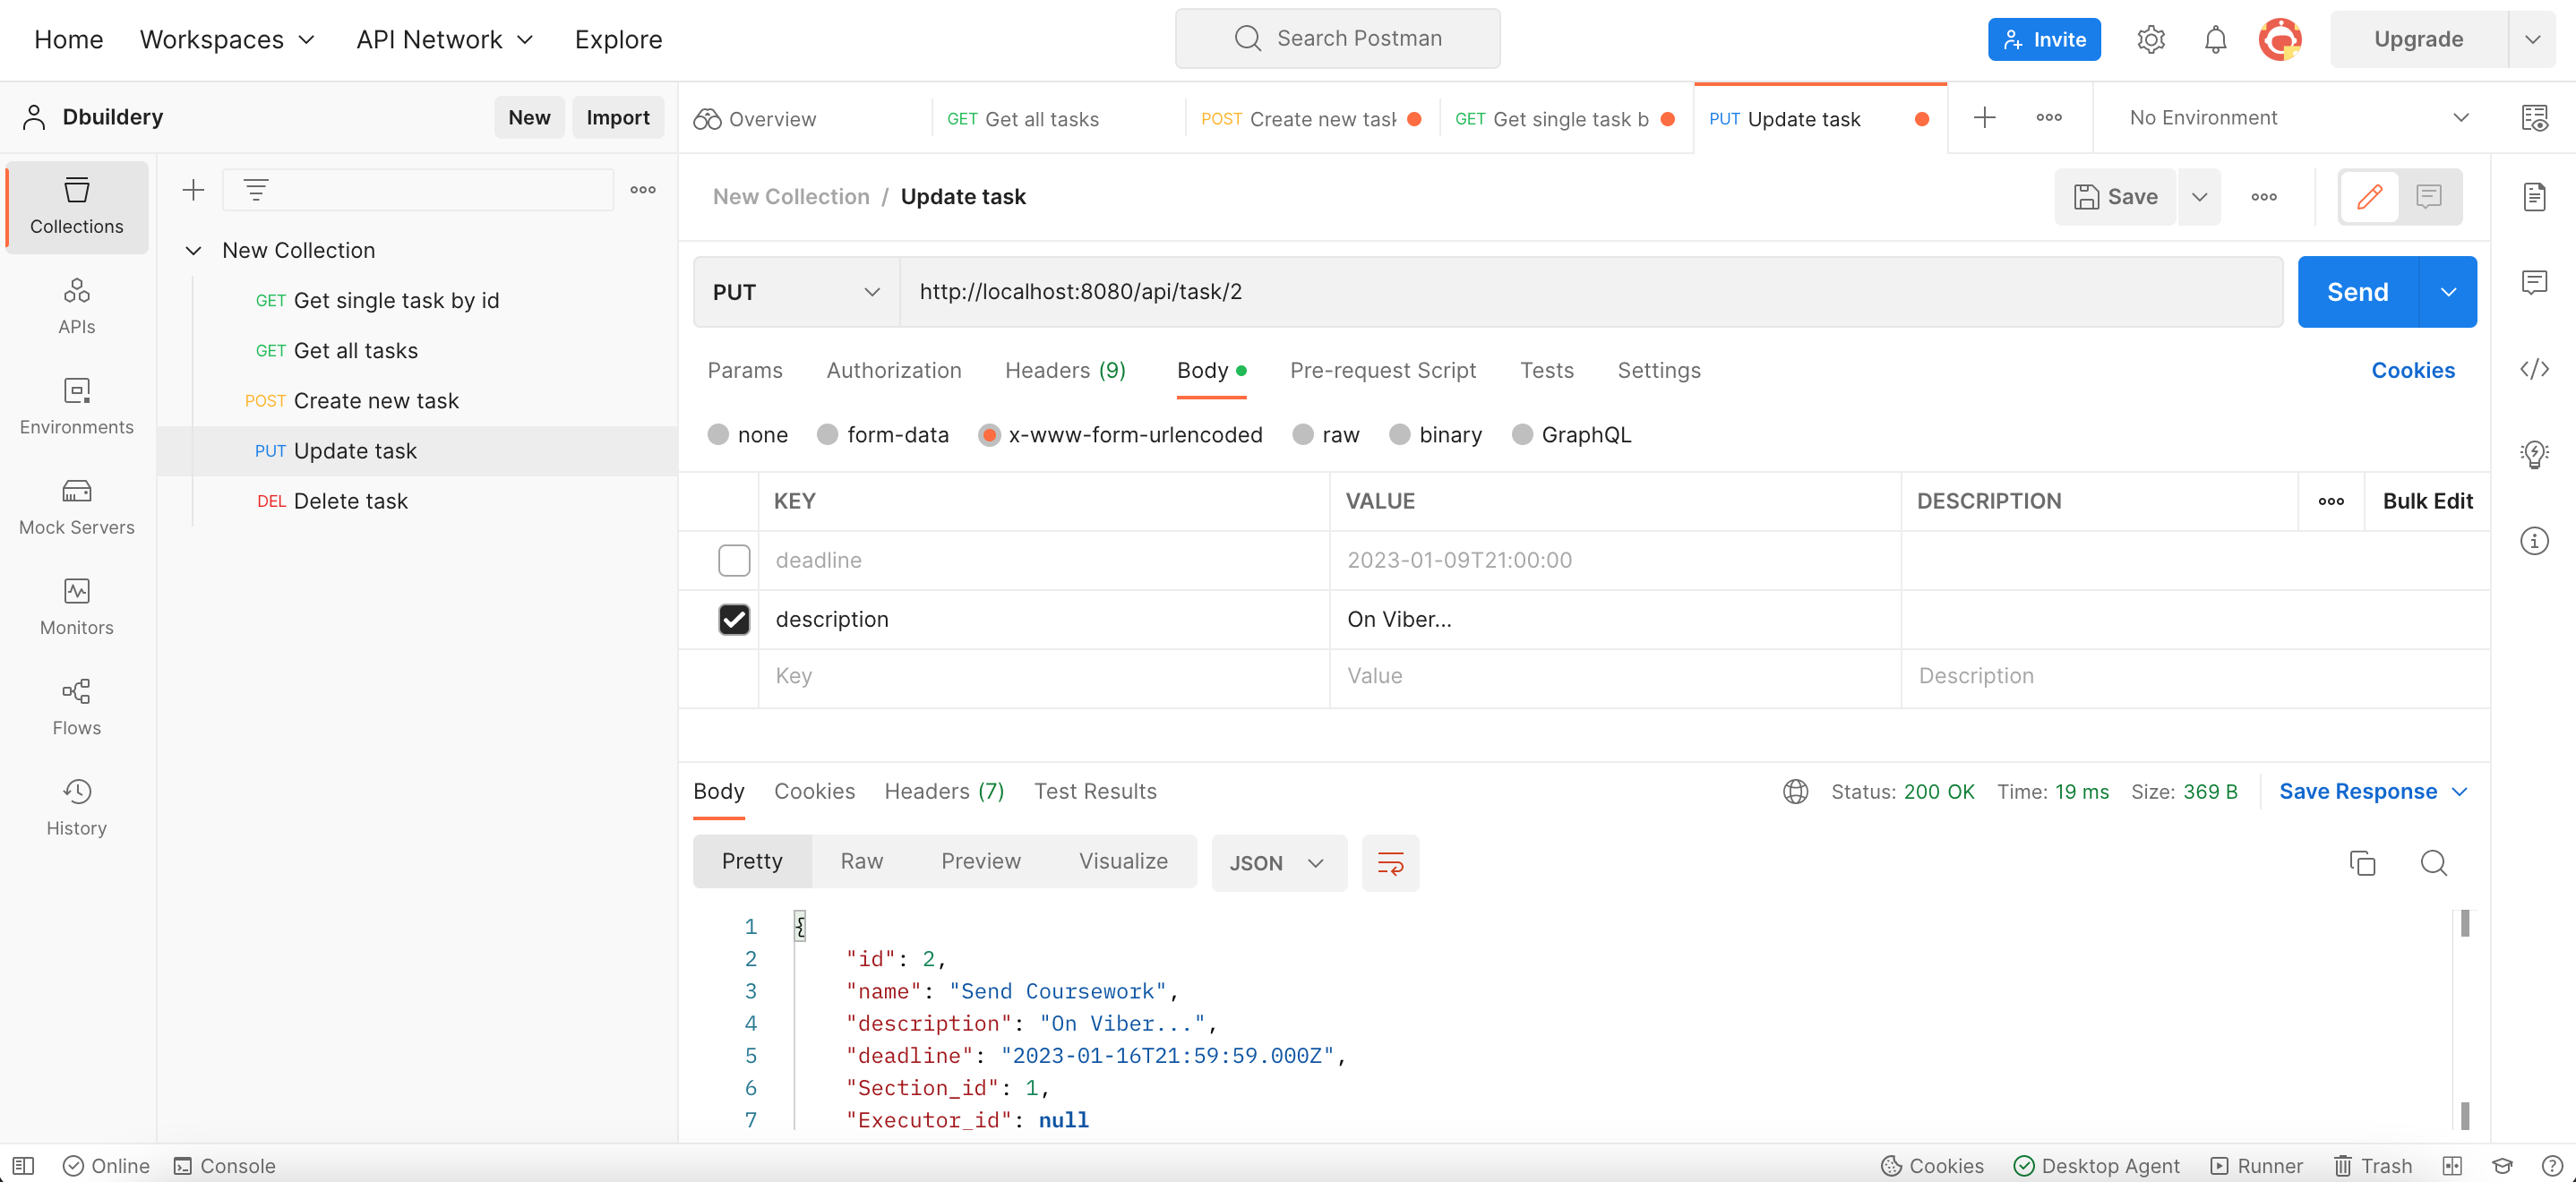 Home Workspaces API Network Explore Search Postman Invite Upgrade
Dbuildery New Import
Overview GET Get all tasks POST Create new task GET Get single task b PUT Update task No Environment
Collections
APIs
Environments
Mock Servers
Monitors
Flows
History
New Collection
GET Get single task by id
GET Get all tasks
POST Create new task
PUT Update task
DEL Delete task
New Collection / Update task Save
PUT http://localhost:8080/api/task/2 Send
Params Authorization Headers (9) Body Pre-request Script Tests Settings Cookies
none form-data x-www-form-urlencoded raw binary GraphQL
KEY VALUE DESCRIPTION Bulk Edit
deadline 2023-01-09T21:00:00
description On Viber...
Key Value Description
Body Cookies Headers (7) Test Results Status: 200 OK Time: 19 ms Size: 369 B Save Response
Pretty Raw Preview Visualize JSON
1 {
2 "id": 2,
3 "name": "Send Coursework",
4 "description": "On Viber...",
5 "deadline": "2023-01-16T21:59:59.000Z",
6 "Section_id": 1,
7 "Executor_id": null
Online Console Cookies Desktop Agent Runner Trash